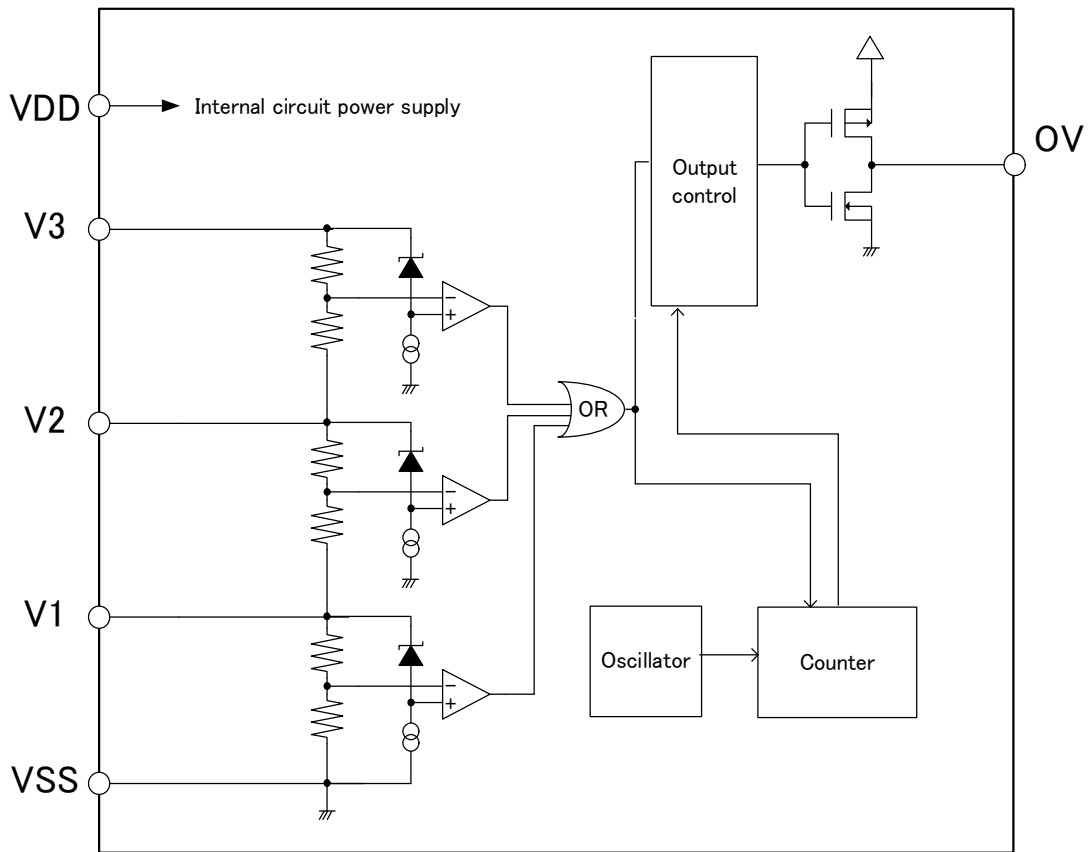 VDD
Internal circuit power supply
OV
Output
control
V3
−
+
V2
OR
−
+
V1
Oscillator
Counter
−
+
VSS